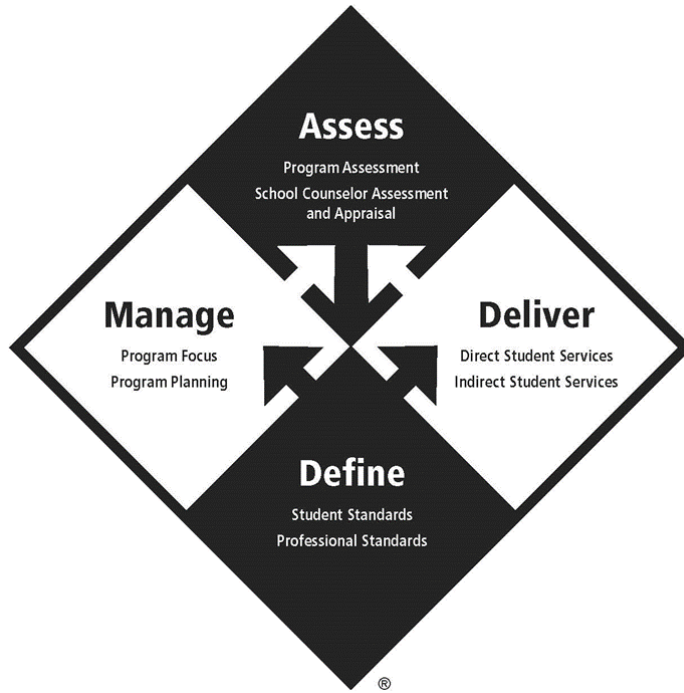 Assess
Program Assessment
School Counselor Assessment
and Appraisal
Manage
Program Focus
Program Planning
Deliver
Direct Student Services
Indirect Student Services
Define
Student Standards
Professional Standards
®